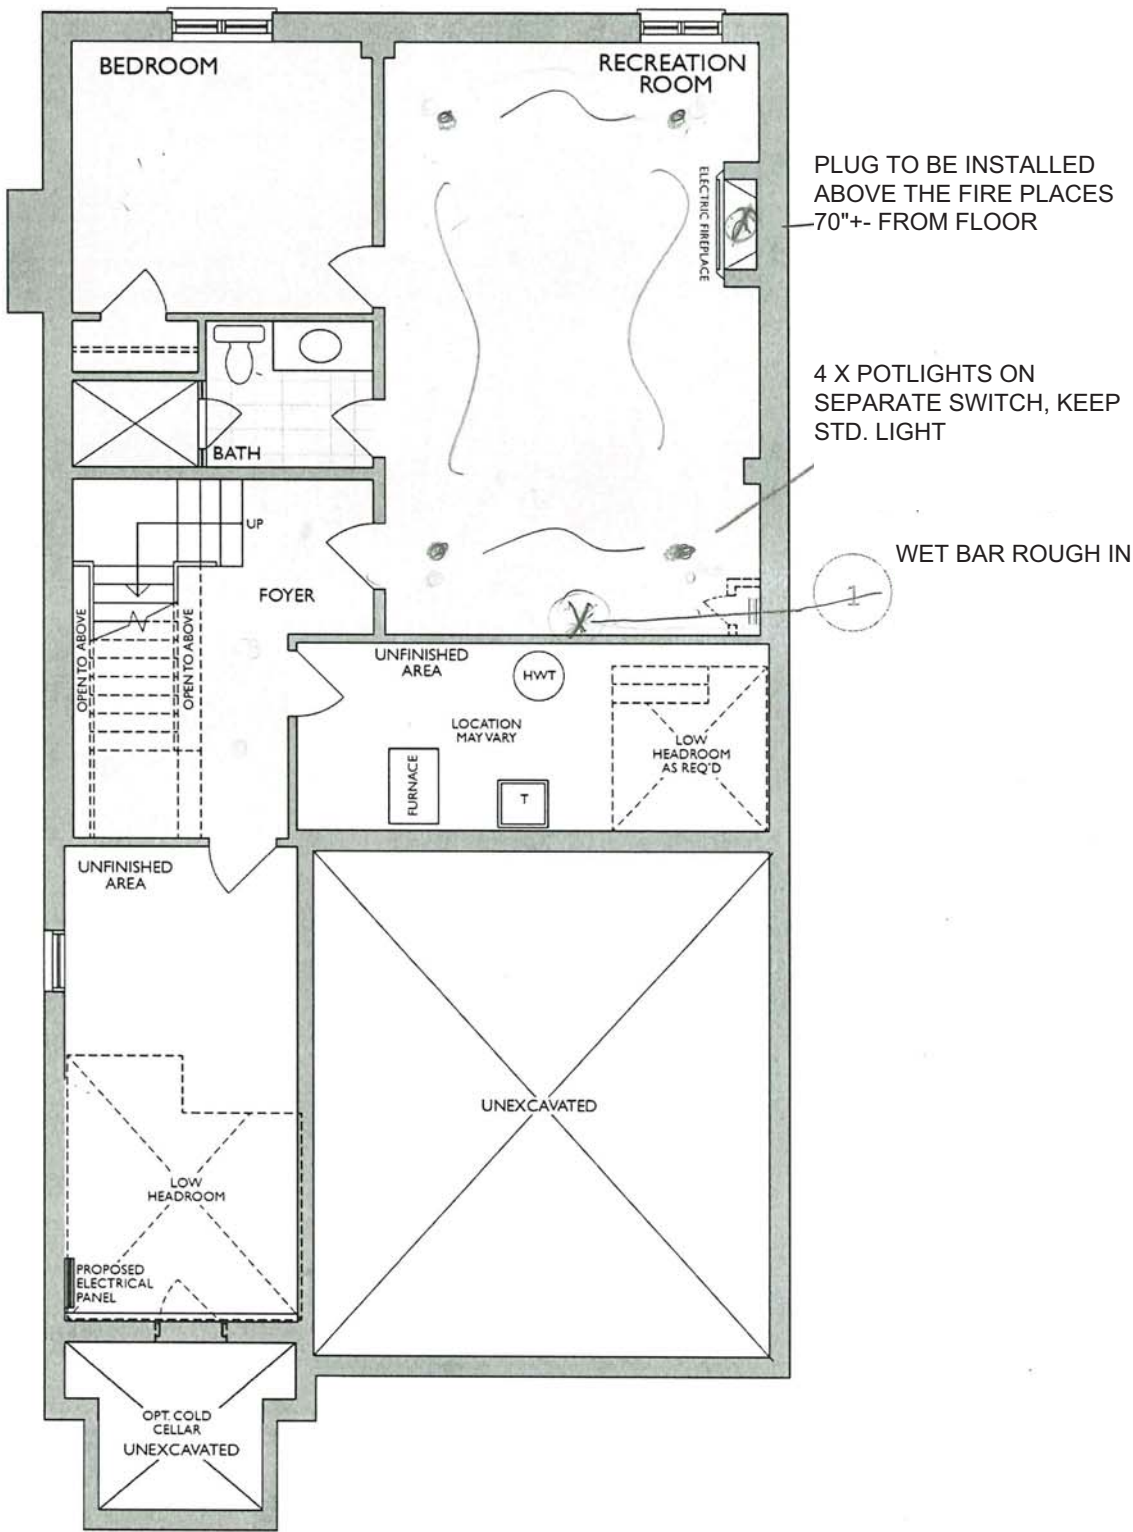 BEDROOM
RECREATION
ROOM
ELECTRIC FIREPLACE
PLUG TO BE INSTALLED
ABOVE THE FIRE PLACES
70"+- FROM FLOOR
4 X POTLIGHTS ON
SEPARATE SWITCH, KEEP
STD. LIGHT
BATH
UP
WET BAR ROUGH IN
1
X
FOYER
OPEN TO ABOVE
OPEN TO ABOVE
UNFINISHED
AREA
HWT
LOCATION
MAY VARY
FURNACE
T
LOW
HEADROOM
AS REQ'D
UNFINISHED
AREA
UNEXCAVATED
LOW
HEADROOM
PROPOSED
ELECTRICAL
PANEL
OPT. COLD
CELLAR
UNEXCAVATED